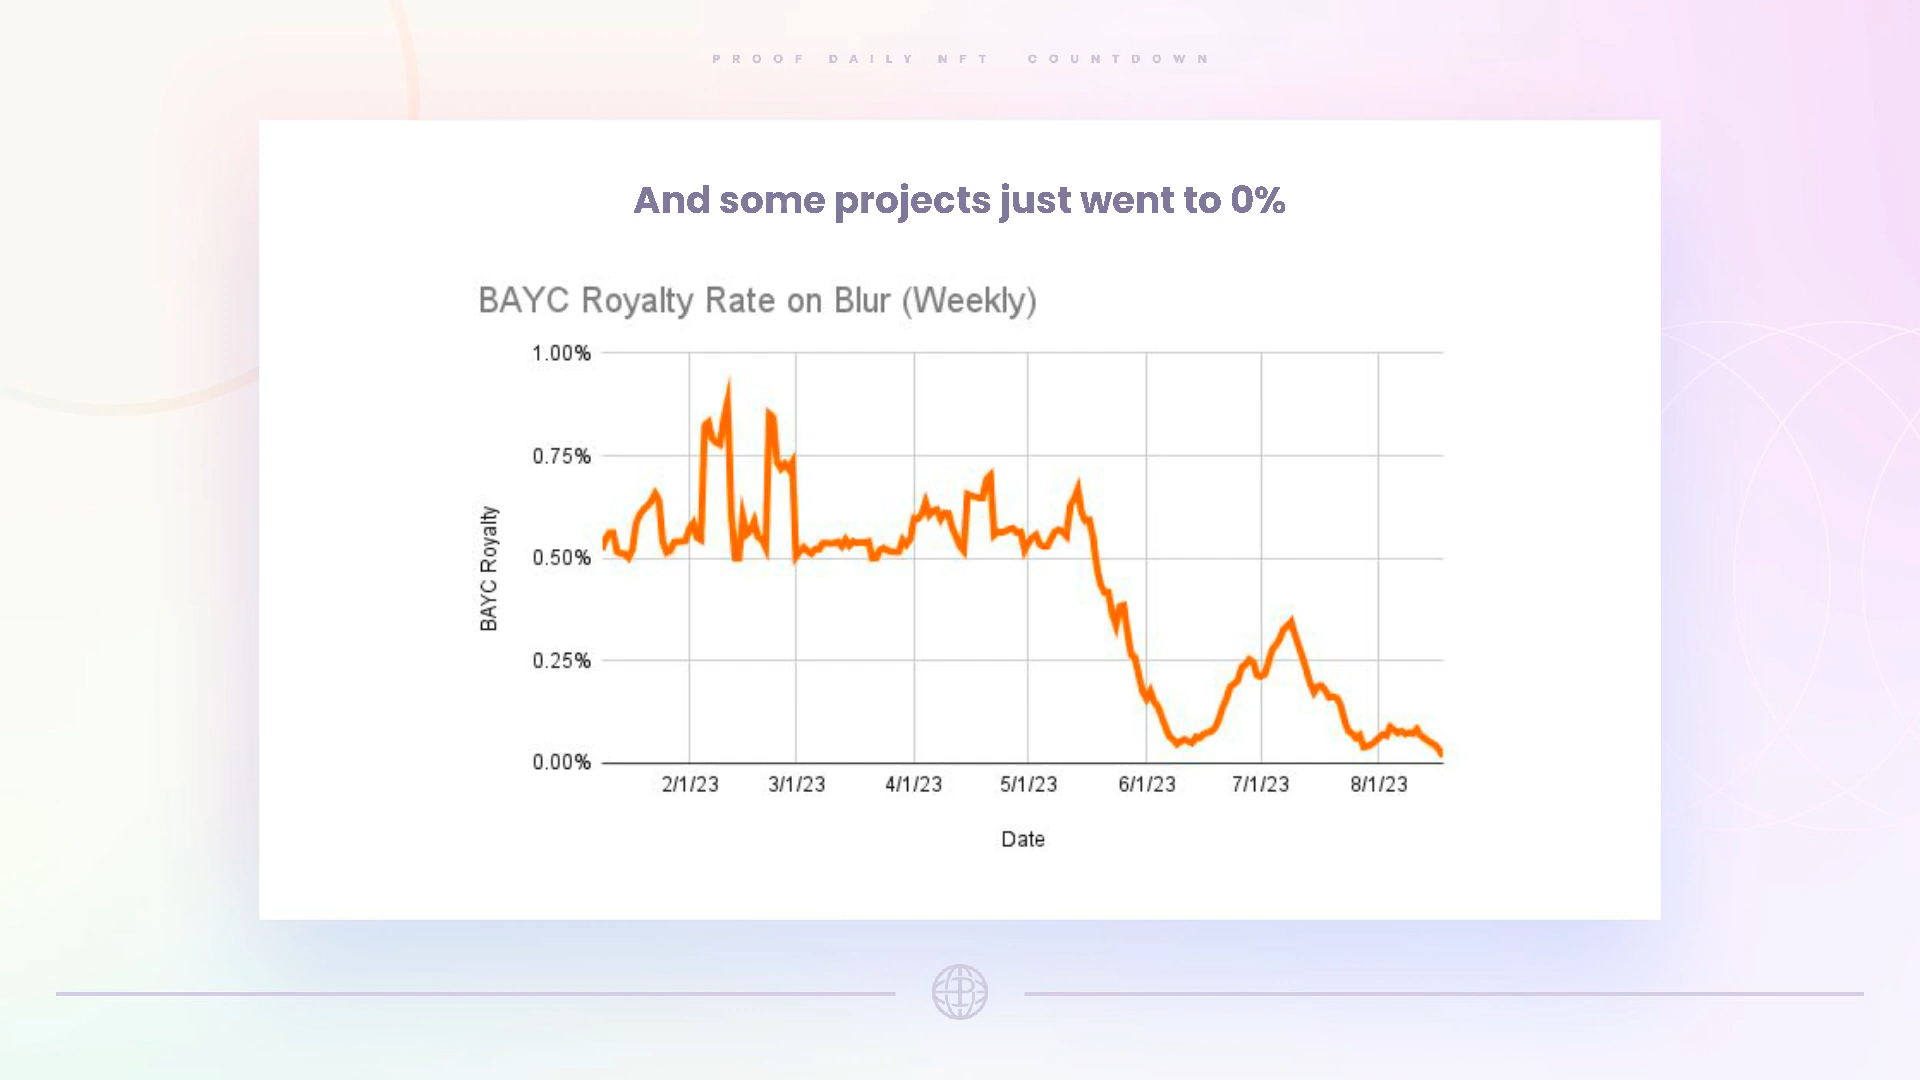 PROOF DAILY NFT COUNTDOWN
And some projects just went to 0%
BAYC Royalty Rate on Blur (Weekly)
1.00%
0.75%
0.50%
0.25%
0.00%
BAYC Royalty
2/1/23 3/1/23 4/1/23 5/1/23 6/1/23 7/1/23 8/1/23
Date